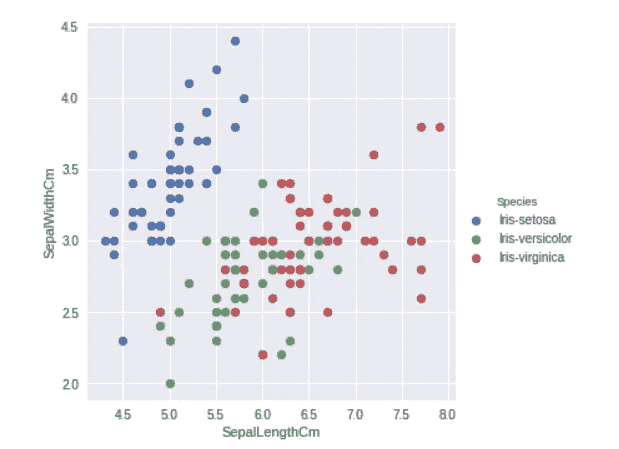 4.5
4.0
3.5
3.0
2.5
2.0
SepalWidthCm
4.5 5.0 5.5 6.0 6.5 7.0 7.5 8.0
SepalLengthCm
Species
Iris-setosa
Iris-versicolor
Iris-virginica